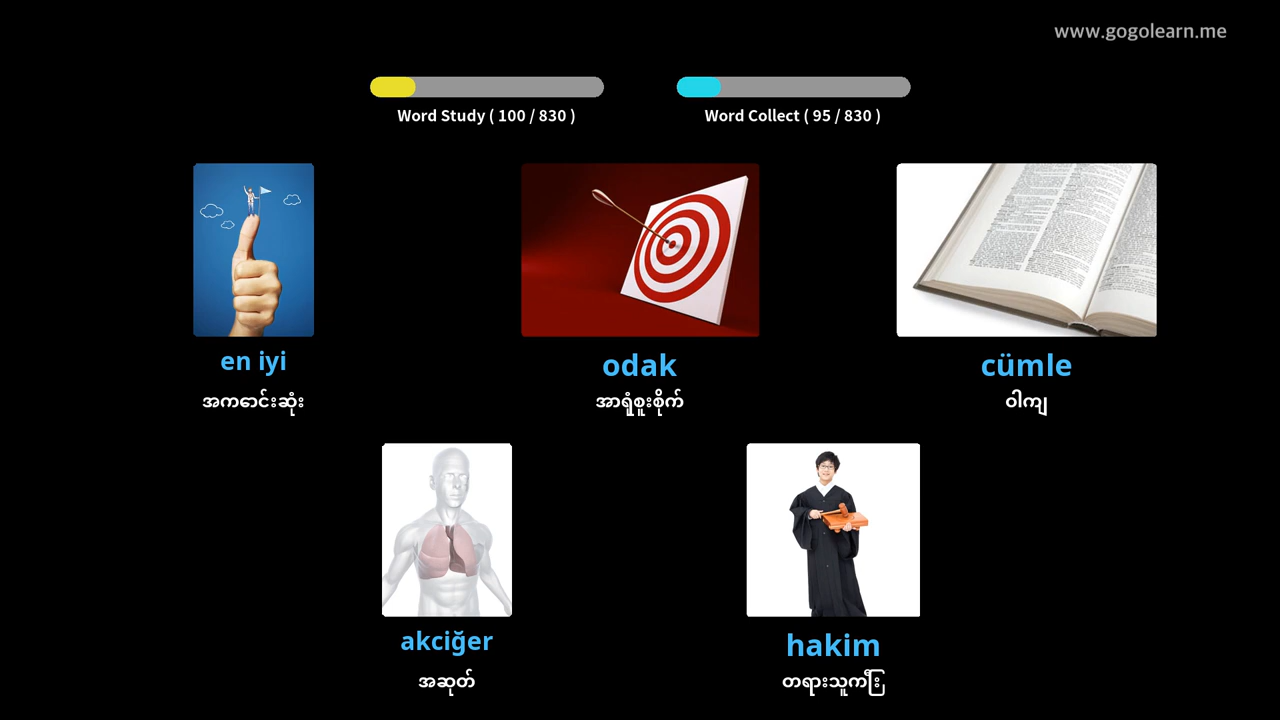 www.gogolearn.me
Word Study ( 100 / 830 )
Word Collect ( 95 / 830 )
en iyi
အကောင်းဆုံး
odak
အာရုံစူးစိုက်
cümle
ဝါကျ
akciğer
အဆုတ်
hakim
တရားသူကြီး